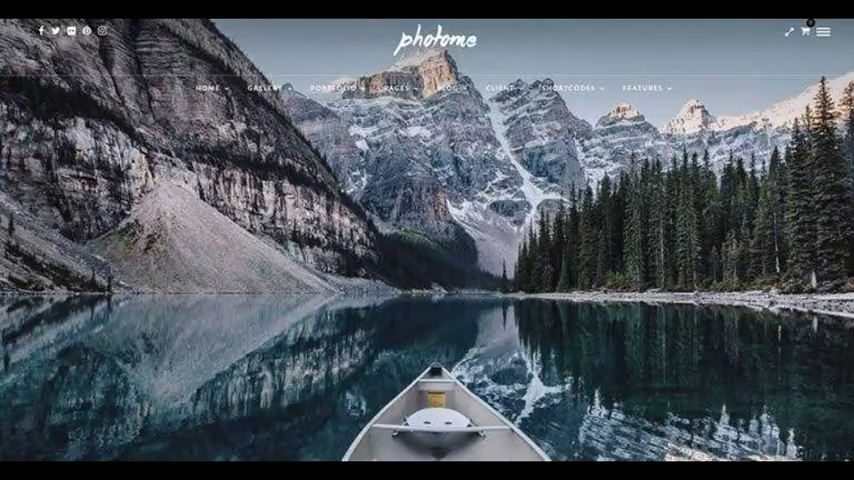 photome
HOME GALLERY PORTFOLIO PAGES BLOG CLIENT SHORTCODES FEATURES